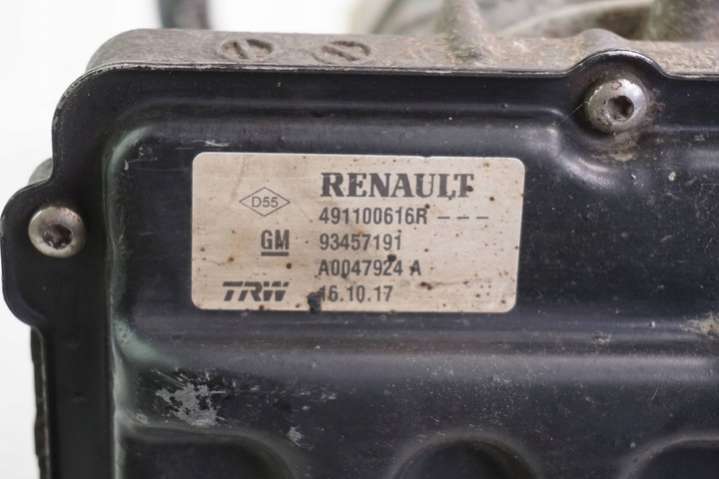 RENAULT
D55
491100616R - - -
GM 93457191
A0047924 A
TRW 16.10.17